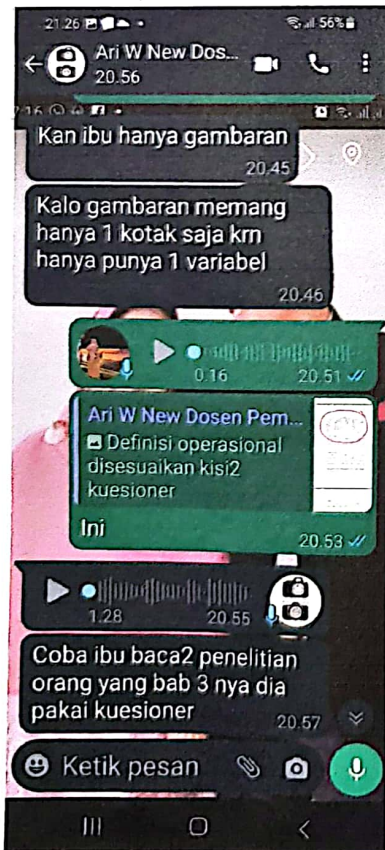 21.26
56%
Ari W New Dos...
20.56
Kan ibu hanya gambaran
20.45
Kalo gambaran memang
hanya 1 kotak saja krn
hanya punya 1 variabel
20.46
0.16
20.51
Ari W New Dosen Pem...
Definisi operasional
disesuaikan kisi2
kuesioner
Ini
20.53
1.28
20.55
Coba ibu baca2 penelitian
orang yang bab 3 nya dia
pakai kuesioner
20.57
Ketik pesan